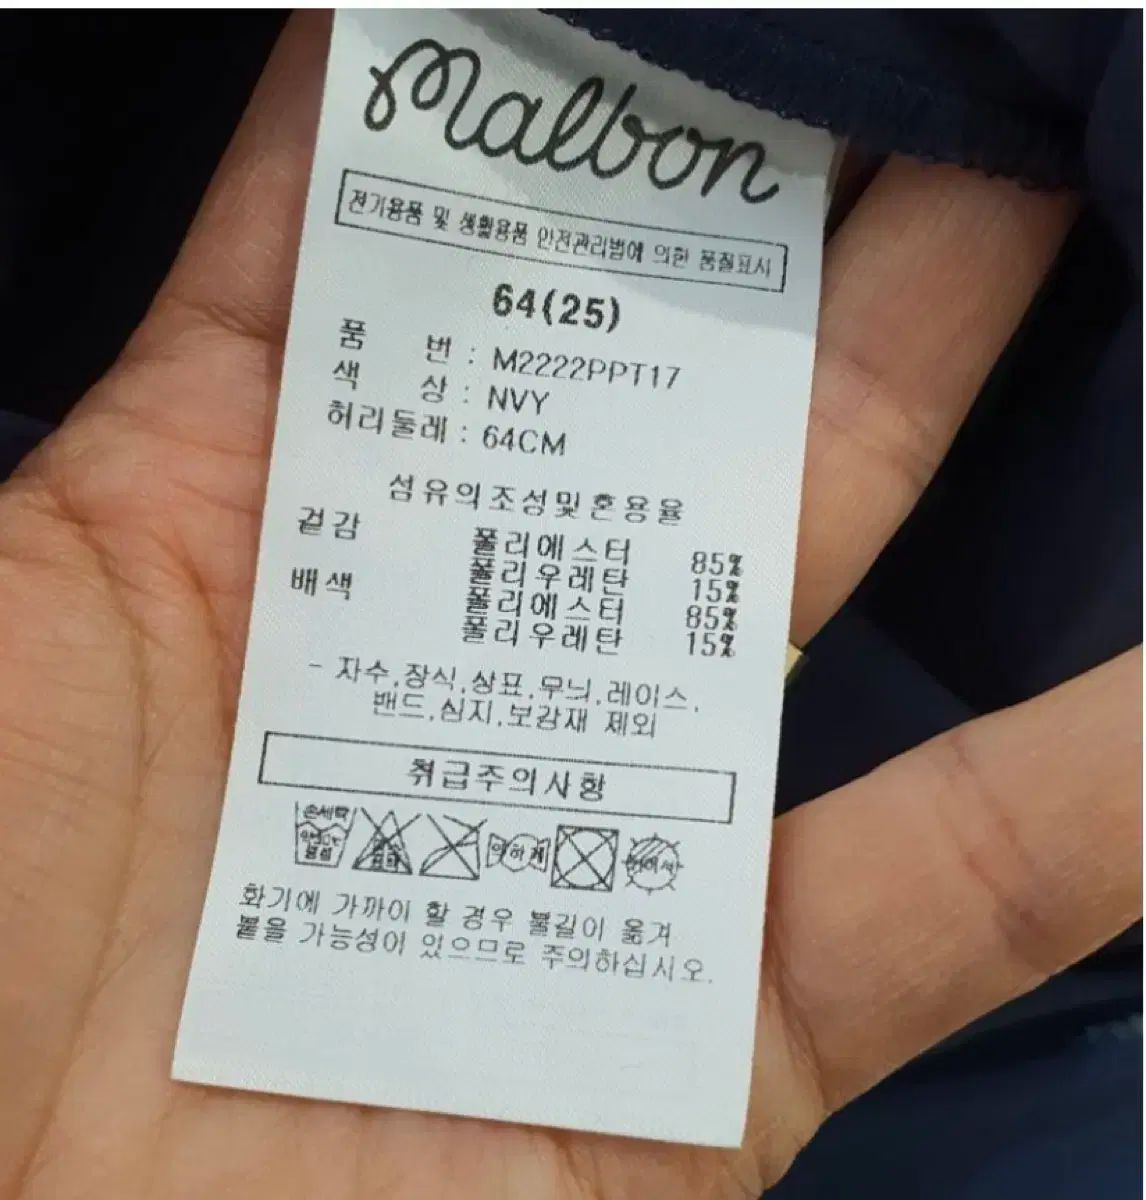 malbon
전기용품 및 생활용품 안전관리법에 의한 품질표시
64(25)
품 번 : M2222PPT17
색 상 : NVY
허리둘레 : 64CM
섬유의조성및혼용율
겉감 폴리에스터 85%
폴리우레탄 15%
배색 폴리에스터 85%
폴리우레탄 15%
- 자수,장식,상표,무늬,레이스,
밴드,심지,보강재 제외
취급주의사항
손세탁
약하게
화기에 가까이 할 경우 불길이 옮겨
붙을 가능성이 있으므로 주의하십시오.